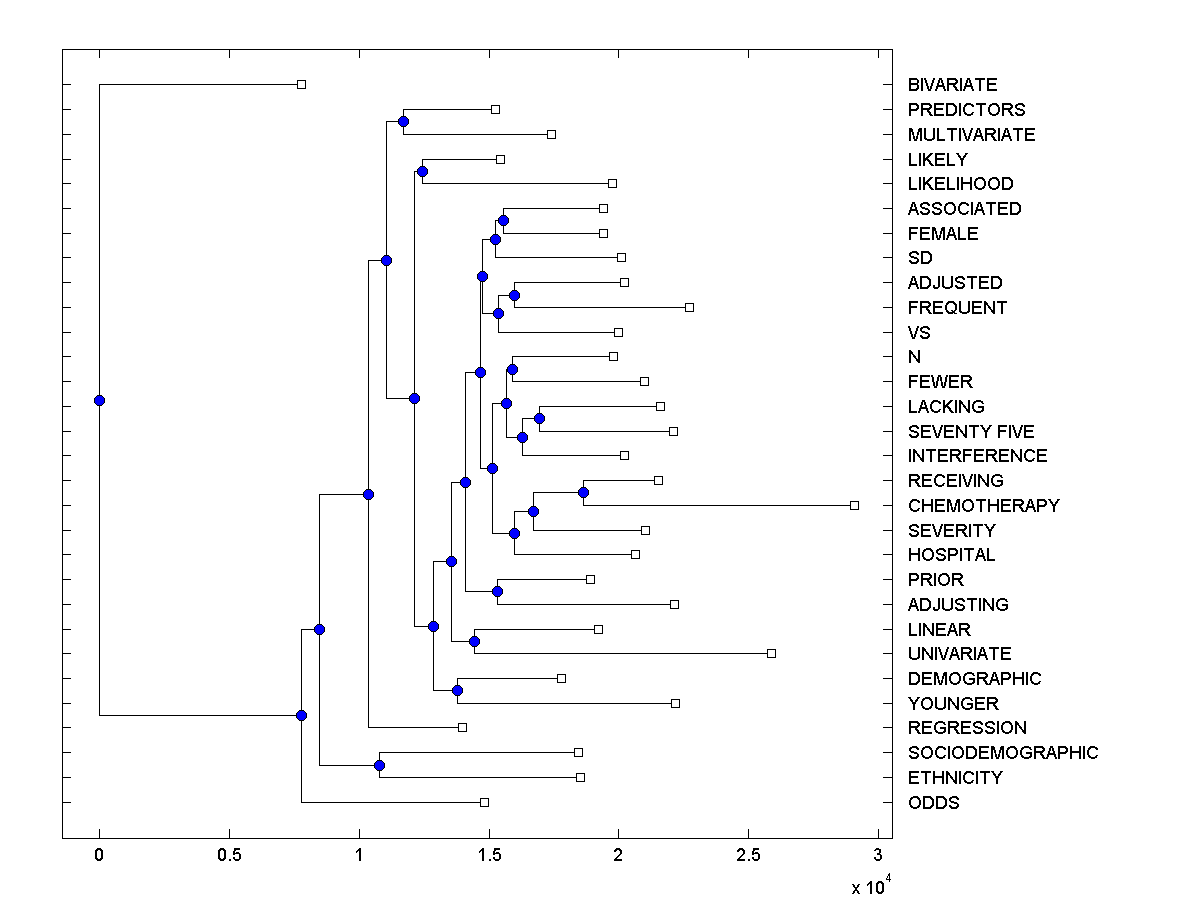 BIVARIATE
PREDICTORS
MULTIVARIATE
LIKELY
LIKELIHOOD
ASSOCIATED
FEMALE
SD
ADJUSTED
FREQUENT
VS
N
FEWER
LACKING
SEVENTY FIVE
INTERFERENCE
RECEIVING
CHEMOTHERAPY
SEVERITY
HOSPITAL
PRIOR
ADJUSTING
LINEAR
UNIVARIATE
DEMOGRAPHIC
YOUNGER
REGRESSION
SOCIODEMOGRAPHIC
ETHNICITY
ODDS
0 0.5 1 1.5 2 2.5 3
x 10^4